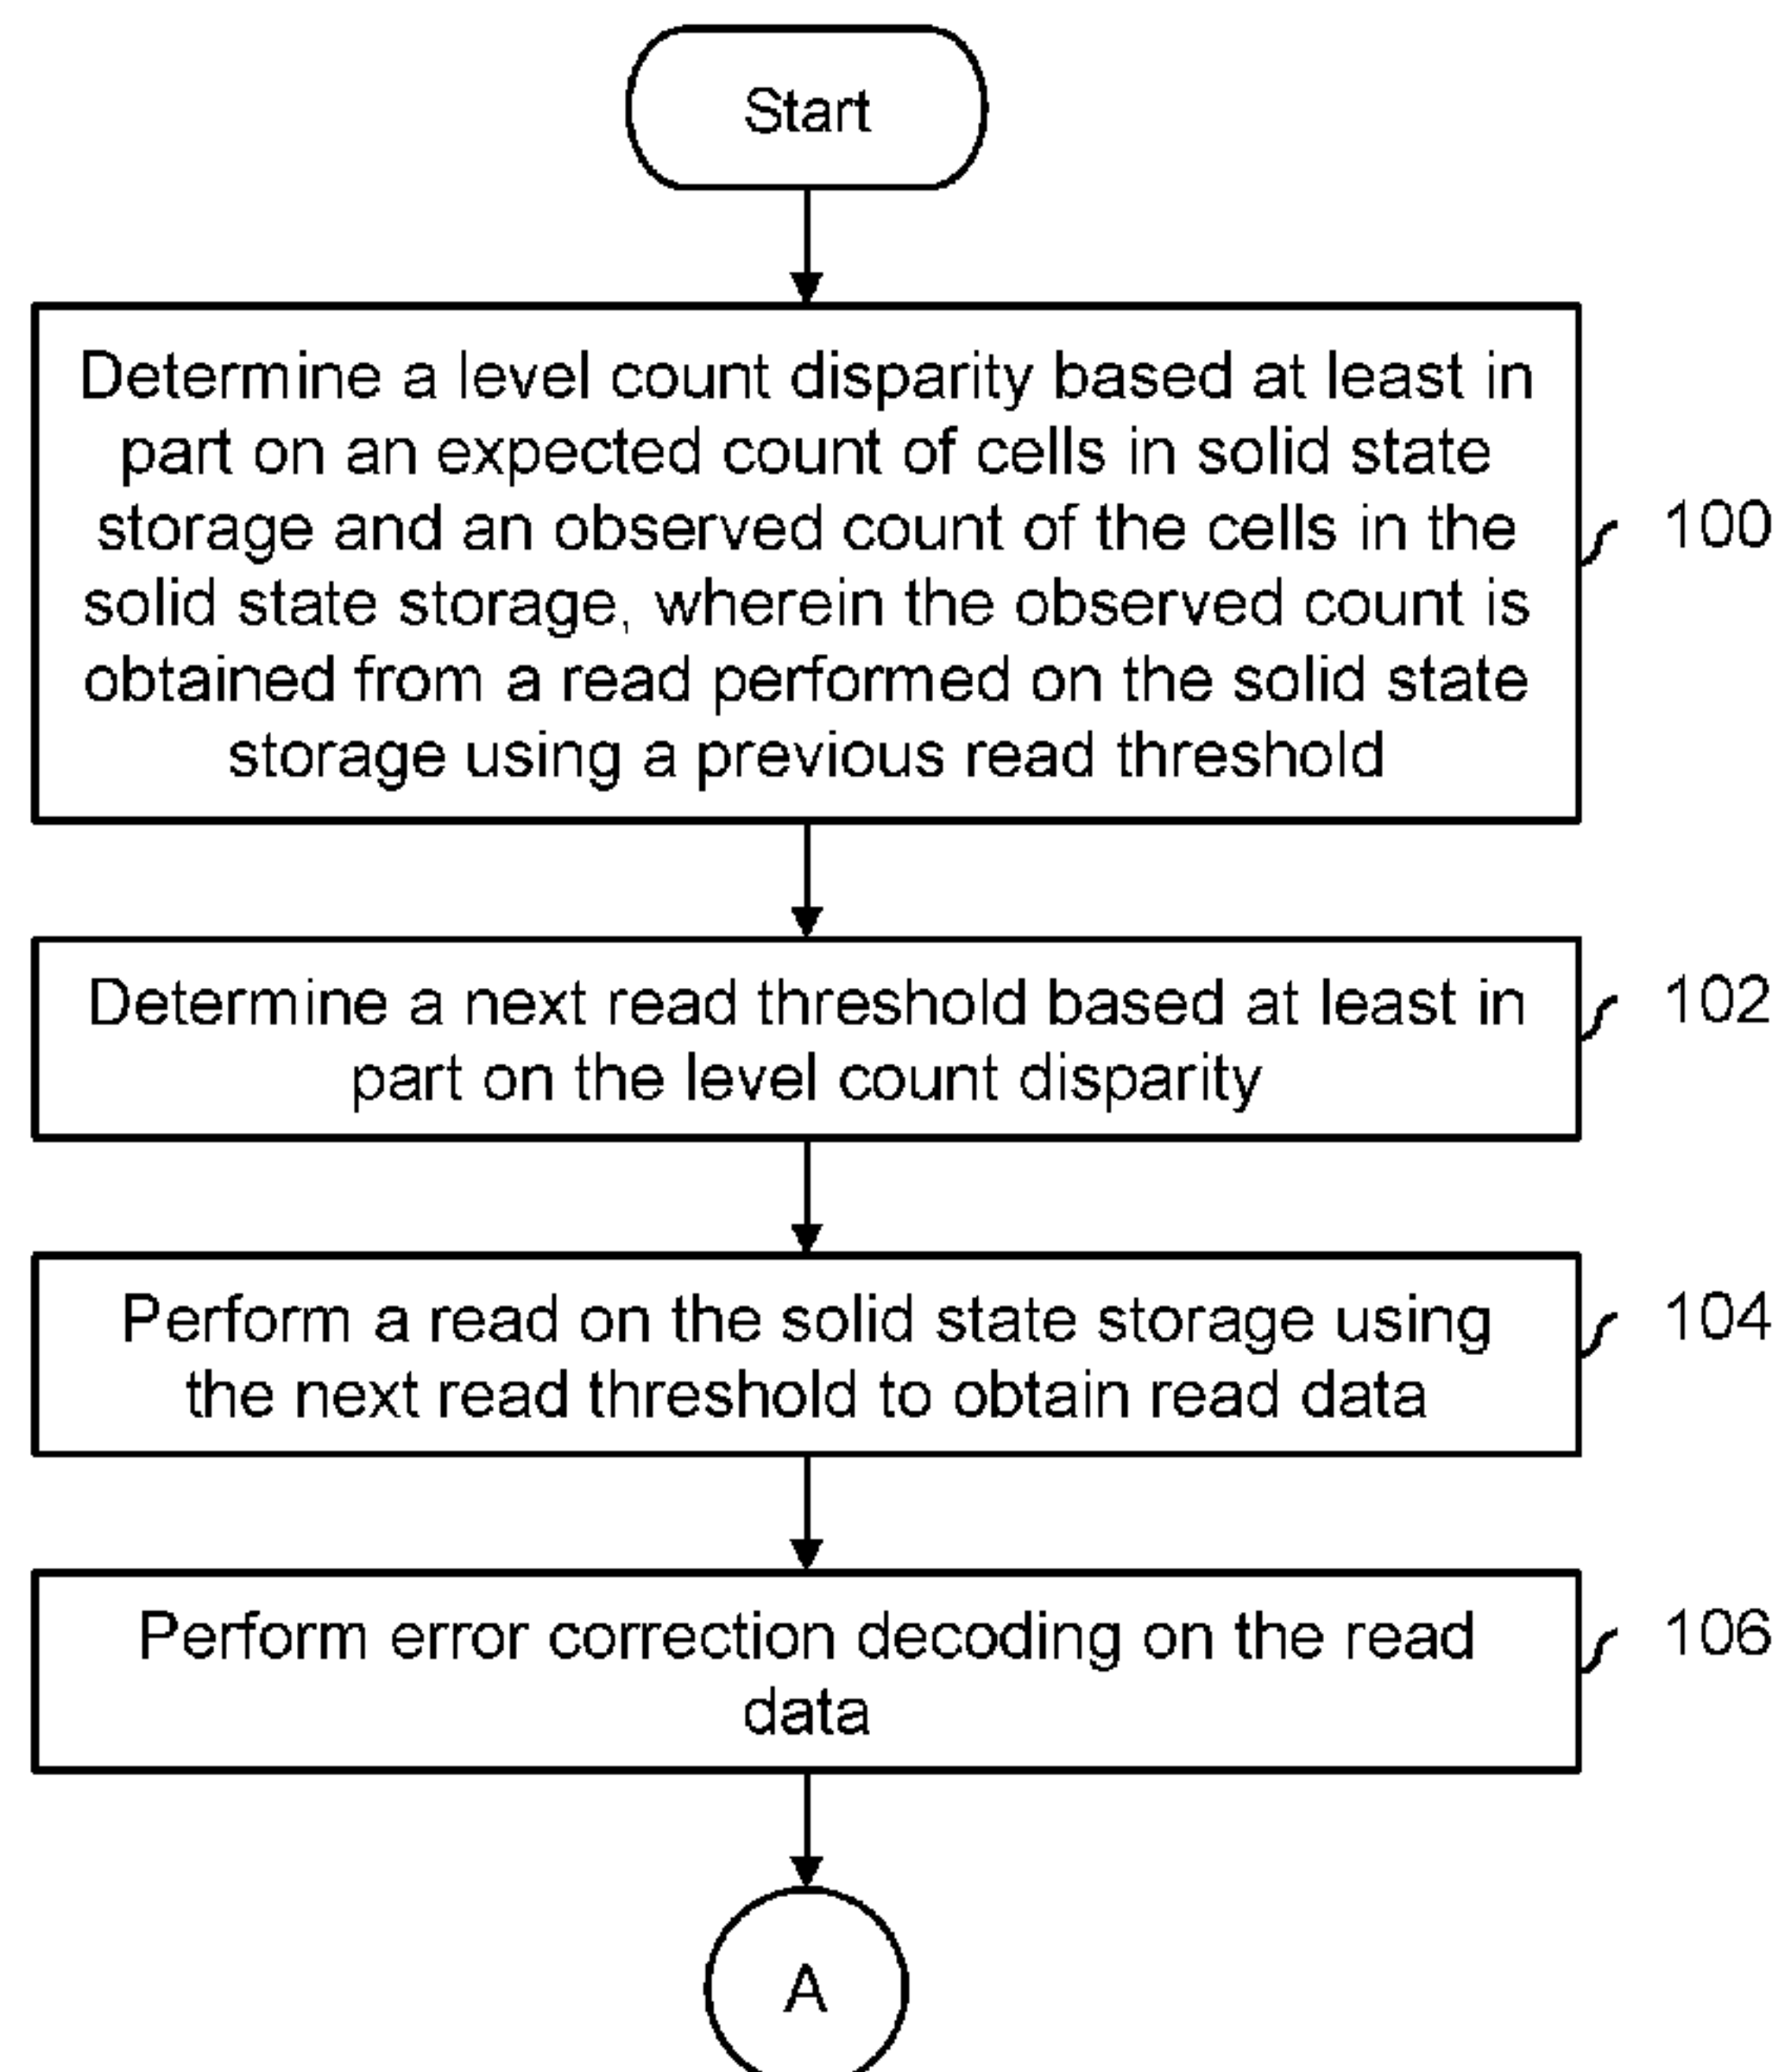 Start
Determine a level count disparity based at least in
part on an expected count of cells in solid state
storage and an observed count of the cells in the
solid state storage, wherein the observed count is
obtained from a read performed on the solid state
storage using a previous read threshold
100
Determine a next read threshold based at least in
part on the level count disparity
102
Perform a read on the solid state storage using
the next read threshold to obtain read data
104
Perform error correction decoding on the read
data
106
A